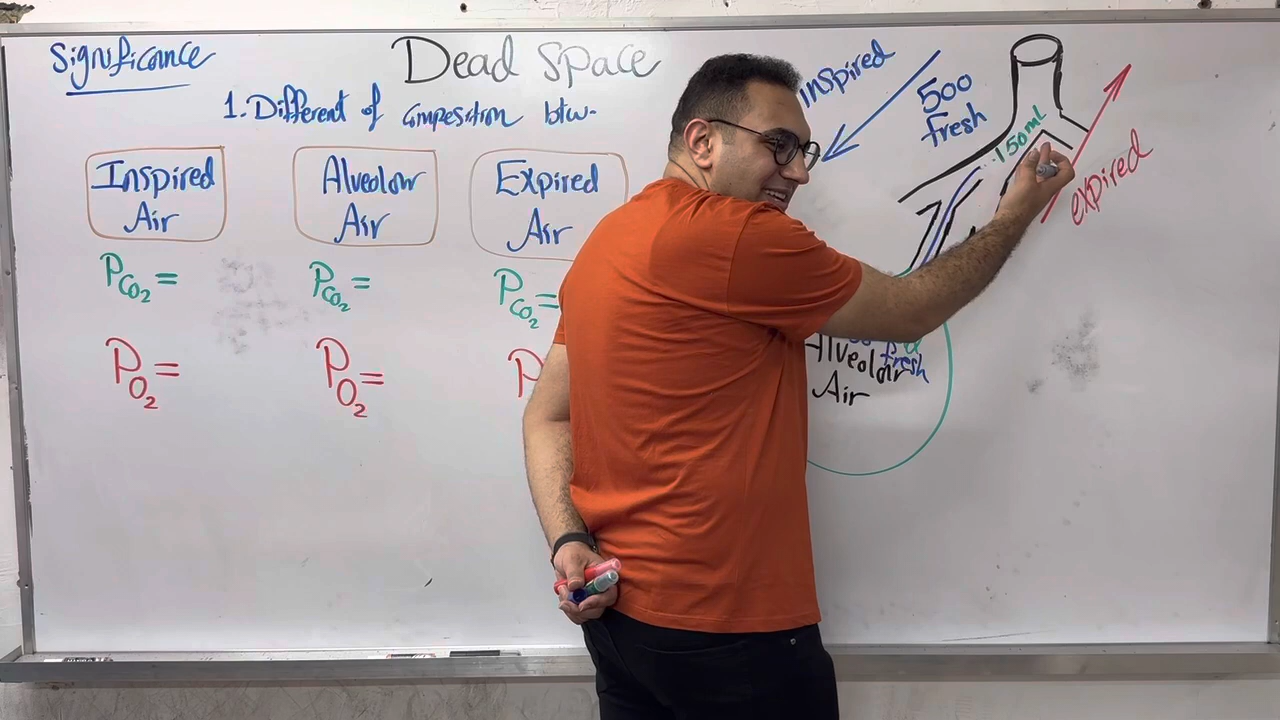 Significance
Dead Space
1. Different of composition btw.
Inspired
Air
Alveolar
Air
Expired
Air
PCO2 =
PCO2 =
PCO2 =
PO2 =
PO2 =
P
inspired
500
fresh
150ml
expired
fresh
Alveolar
Air